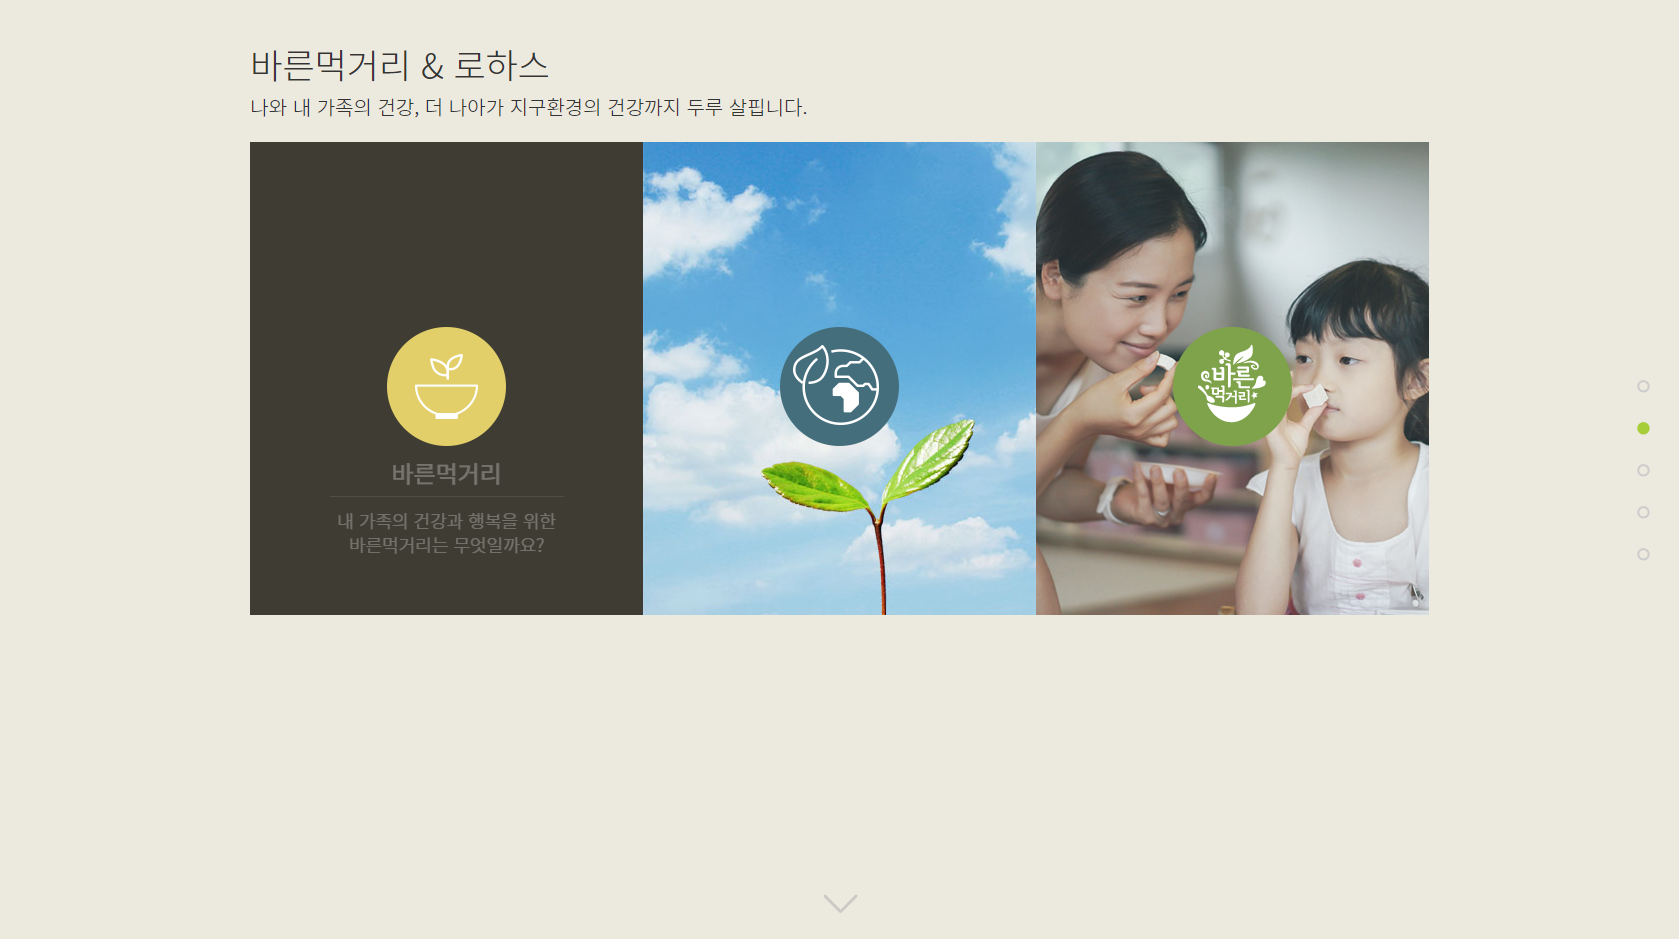 바른먹거리 & 로하스
나와 내 가족의 건강, 더 나아가 지구환경의 건강까지 두루 살핍니다.
바른먹거리
내 가족의 건강과 행복을 위한
바른먹거리는 무엇일까요?
바른
먹거리